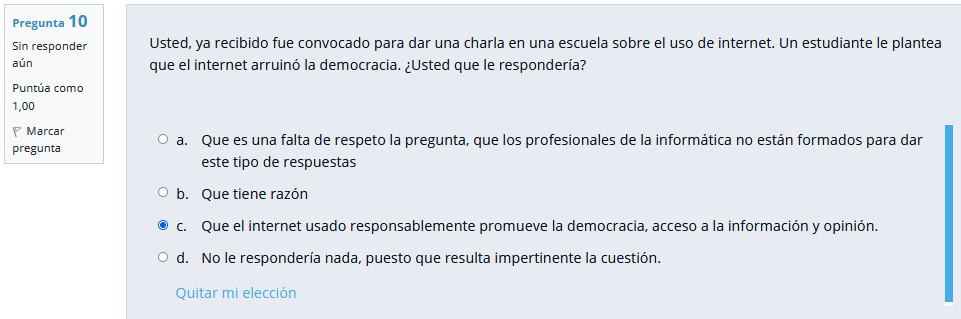 Pregunta 10
Sin responder
aún
Puntúa como
1,00
Marcar
pregunta
Usted, ya recibido fue convocado para dar una charla en una escuela sobre el uso de internet. Un estudiante le plantea
que el internet arruinó la democracia. ¿Usted que le respondería?
a. Que es una falta de respeto la pregunta, que los profesionales de la informática no están formados para dar
este tipo de respuestas
b. Que tiene razón
c. Que el internet usado responsablemente promueve la democracia, acceso a la información y opinión.
d. No le respondería nada, puesto que resulta impertinente la cuestión.
Quitar mi elección